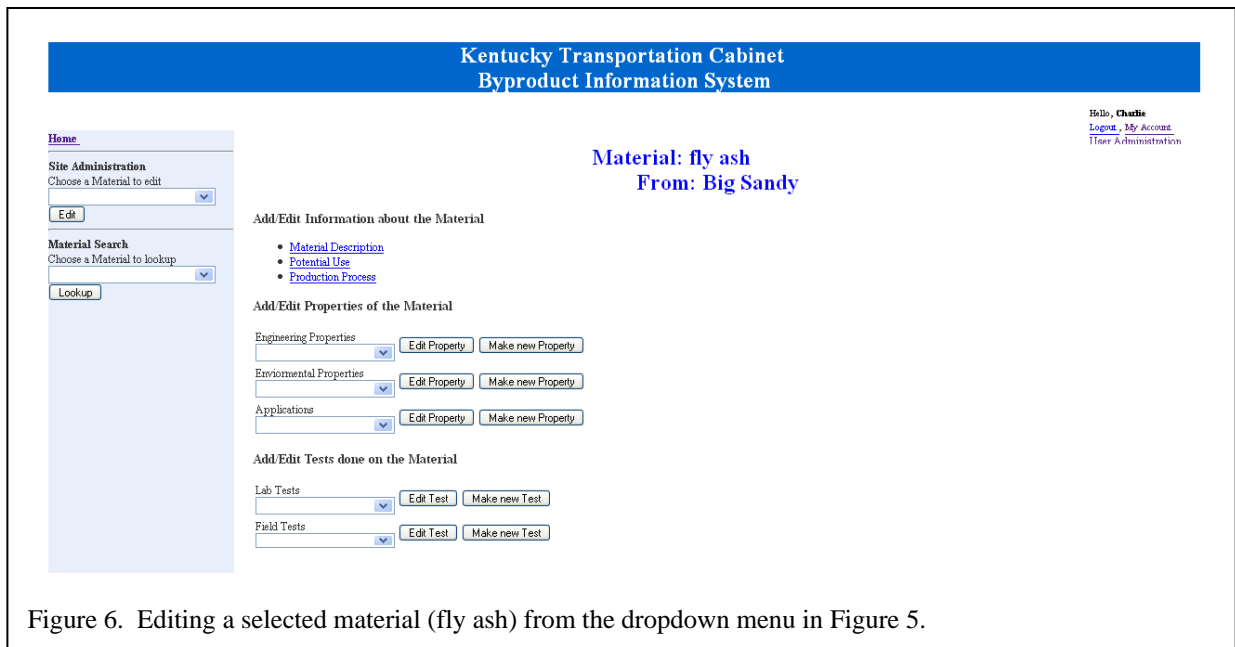 Kentucky Transportation Cabinet
Byproduct Information System
Hello, Charlie
Logout , My Account
User Administration
Home
Site Administration
Choose a Material to edit
Edit
Material Search
Choose a Material to lookup
Lookup
Material: fly ash
From: Big Sandy
Add/Edit Information about the Material
• Material Description
• Potential Use
• Production Process
Add/Edit Properties of the Material
Engineering Properties
Edit Property Make new Property
Enviormental Properties
Edit Property Make new Property
Applications
Edit Property Make new Property
Add/Edit Tests done on the Material
Lab Tests
Edit Test Make new Test
Field Tests
Edit Test Make new Test
Figure 6. Editing a selected material (fly ash) from the dropdown menu in Figure 5.